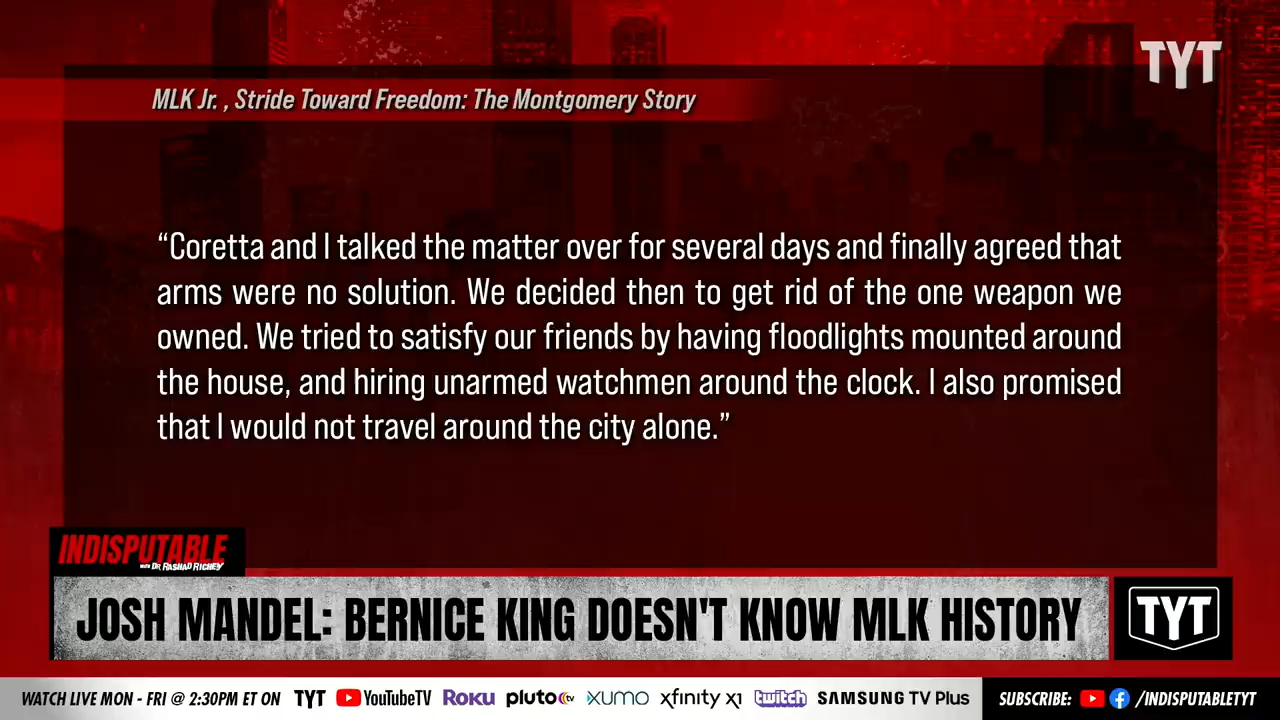 TYT
MLK Jr. , Stride Toward Freedom: The Montgomery Story
“Coretta and I talked the matter over for several days and finally agreed that
arms were no solution. We decided then to get rid of the one weapon we
owned. We tried to satisfy our friends by having floodlights mounted around
the house, and hiring unarmed watchmen around the clock. I also promised
that I would not travel around the city alone.”
INDISPUTABLE
WITH DR. RASHAD RICHEY
JOSH MANDEL: BERNICE KING DOESN'T KNOW MLK HISTORY
TYT
WATCH LIVE MON - FRI @ 2:30PM ET ON TYT YouTubeTV ROKU pluto tv XUMO xfinity x1 twitch SAMSUNG TV Plus SUBSCRIBE: /INDISPUTABLETYT